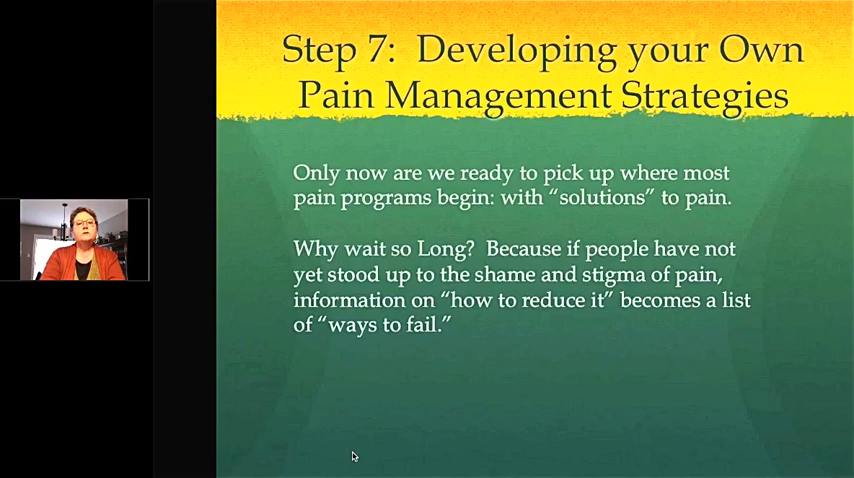 Step 7: Developing your Own
Pain Management Strategies
Only now are we ready to pick up where most
pain programs begin: with “solutions” to pain.
Why wait so Long? Because if people have not
yet stood up to the shame and stigma of pain,
information on “how to reduce it” becomes a list
of “ways to fail.”